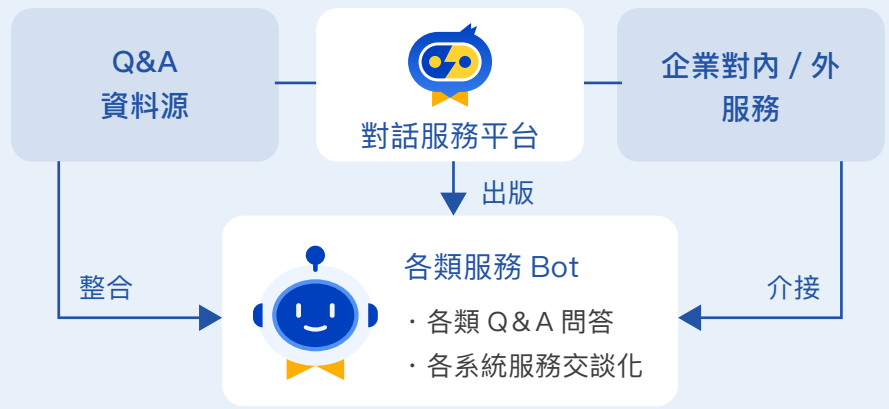 Q&A
資料源
對話服務平台
企業對內 / 外
服務
出版
整合
介接
各類服務 Bot
・各類 Q&A 問答
・各系統服務交談化